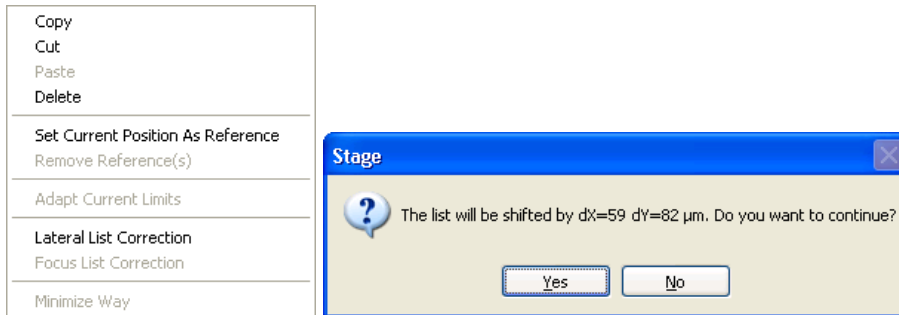 Copy
Cut
Paste
Delete
Set Current Position As Reference
Remove Reference(s)
Adapt Current Limits
Lateral List Correction
Focus List Correction
Minimize Way
Stage
The list will be shifted by dX=59 dY=82 µm. Do you want to continue?
Yes No